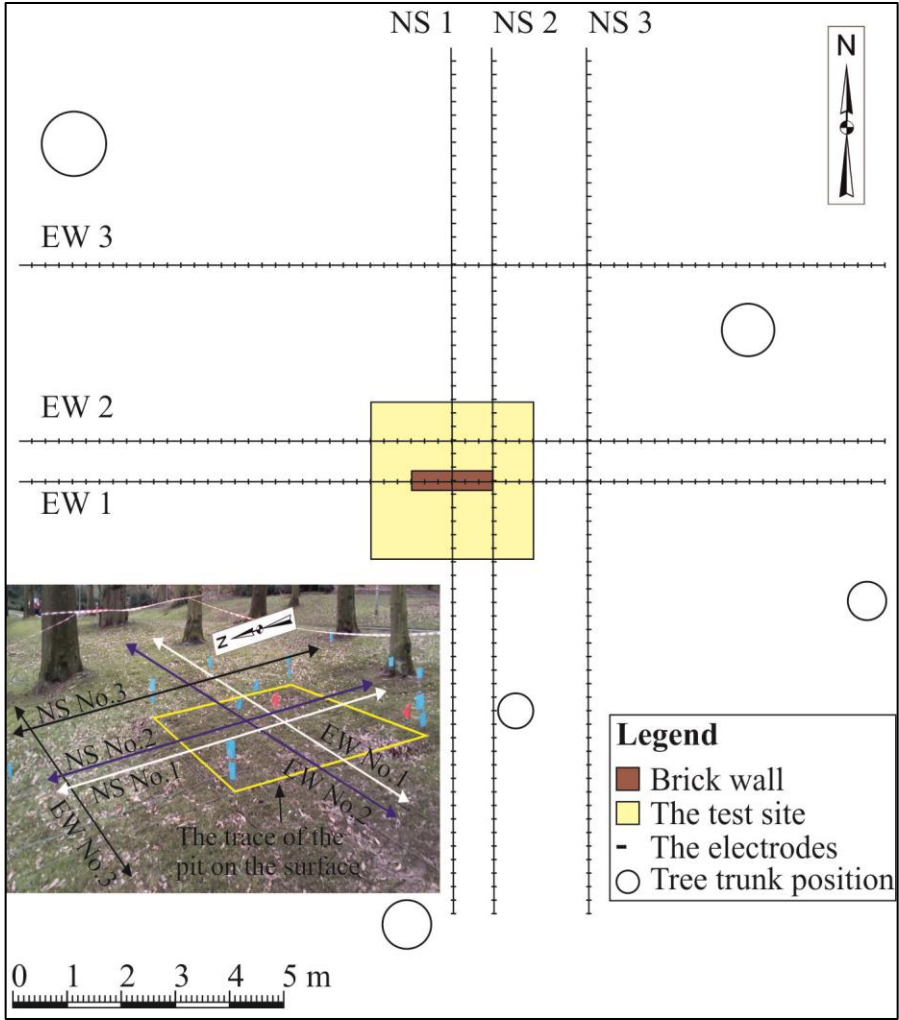 NS 1 NS 2 NS 3
N
EW 3
EW 2
EW 1
N
NS No.3
NS No.2
NS No.1
EW No.1
EW No.2
EW No.3
The trace of the
pit on the surface
Legend
Brick wall
The test site
The electrodes
Tree trunk position
0 1 2 3 4 5 m